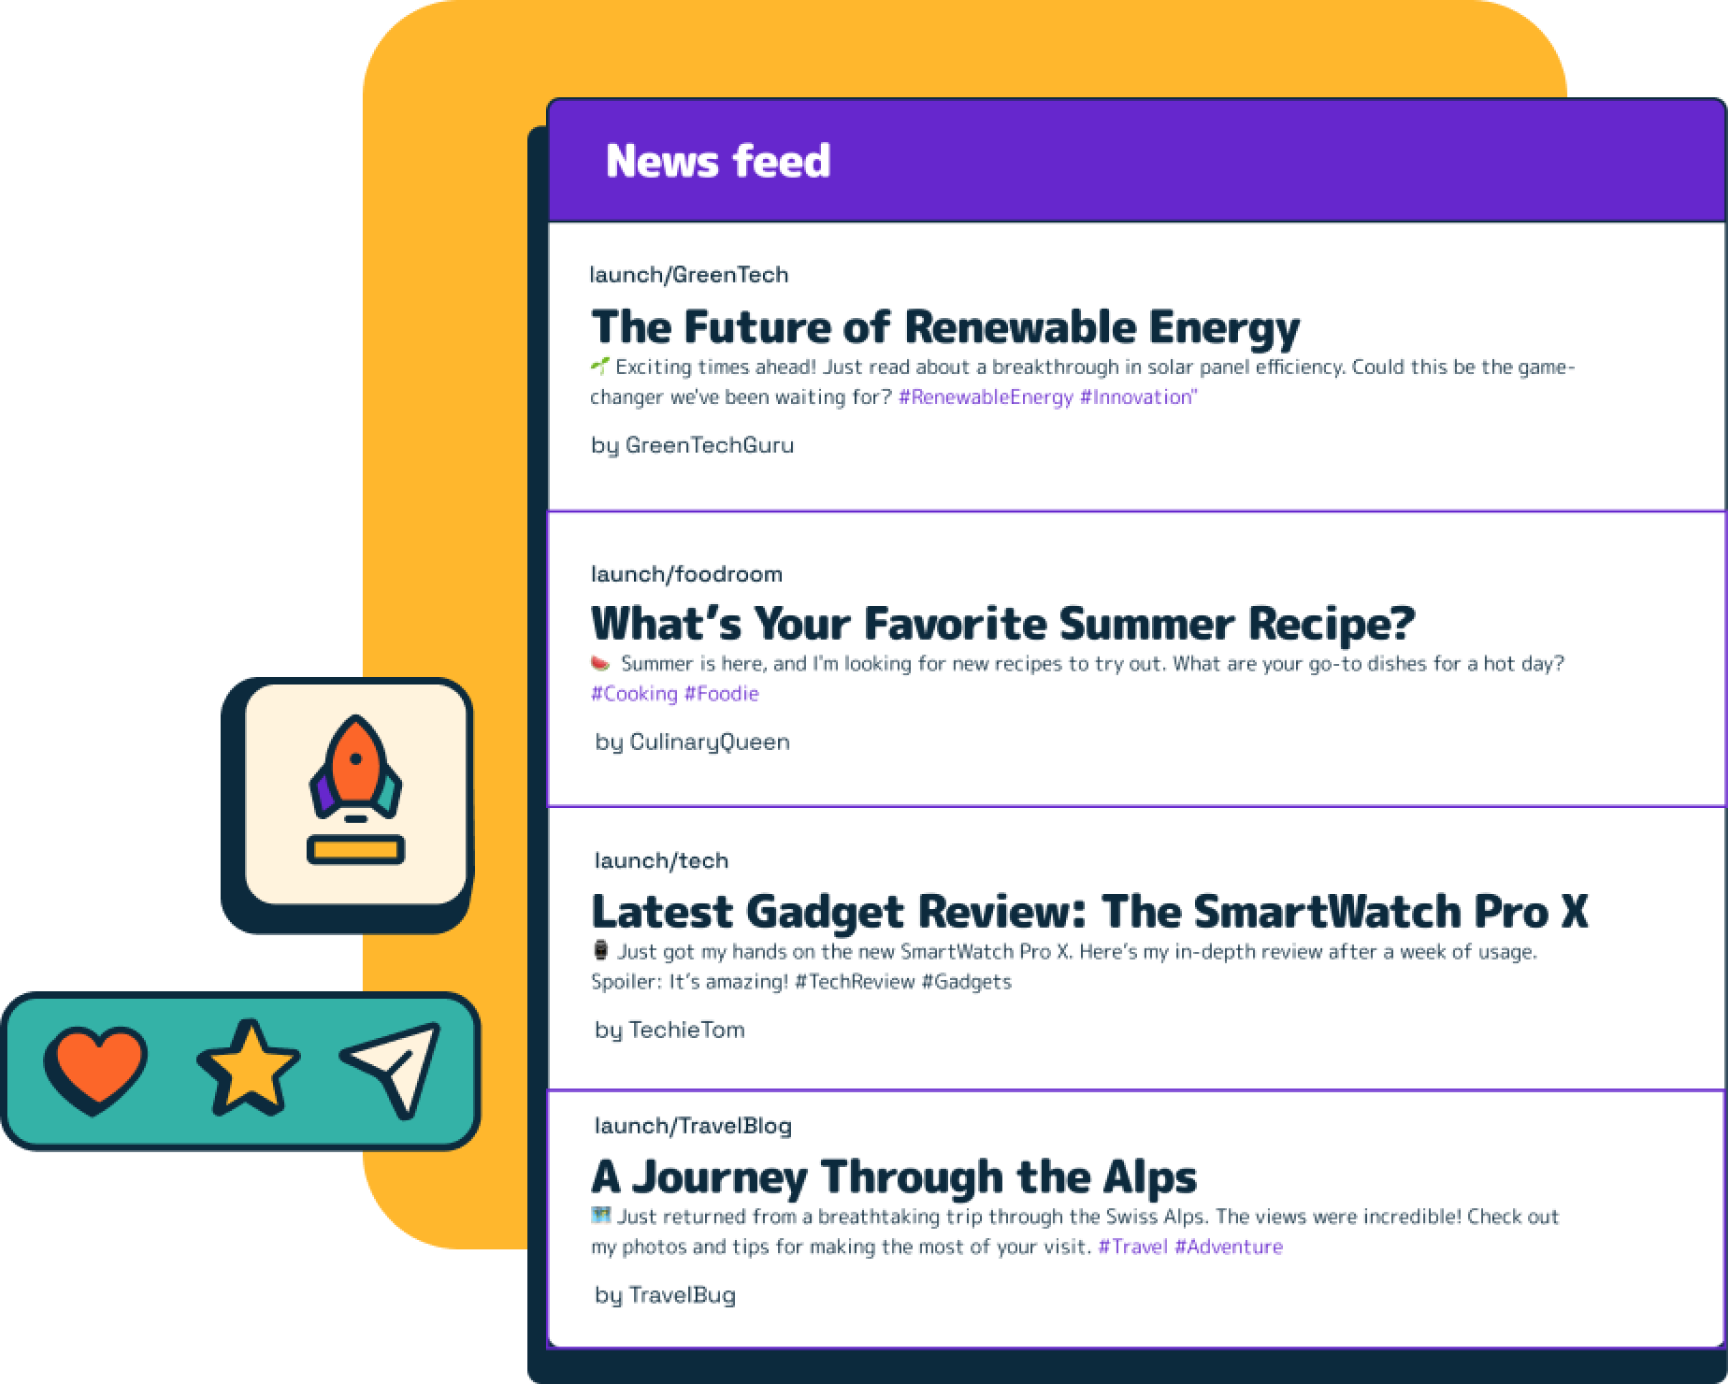 News feed
launch/GreenTech
The Future of Renewable Energy
🌱 Exciting times ahead! Just read about a breakthrough in solar panel efficiency. Could this be the game-
changer we've been waiting for? #RenewableEnergy #Innovation"
by GreenTechGuru
launch/foodroom
What’s Your Favorite Summer Recipe?
🍉 Summer is here, and I'm looking for new recipes to try out. What are your go-to dishes for a hot day?
#Cooking #Foodie
by CulinaryQueen
launch/tech
Latest Gadget Review: The SmartWatch Pro X
⌚ Just got my hands on the new SmartWatch Pro X. Here’s my in-depth review after a week of usage.
Spoiler: It’s amazing! #TechReview #Gadgets
by TechieTom
launch/TravelBlog
A Journey Through the Alps
🗺️ Just returned from a breathtaking trip through the Swiss Alps. The views were incredible! Check out
my photos and tips for making the most of your visit. #Travel #Adventure
by TravelBug